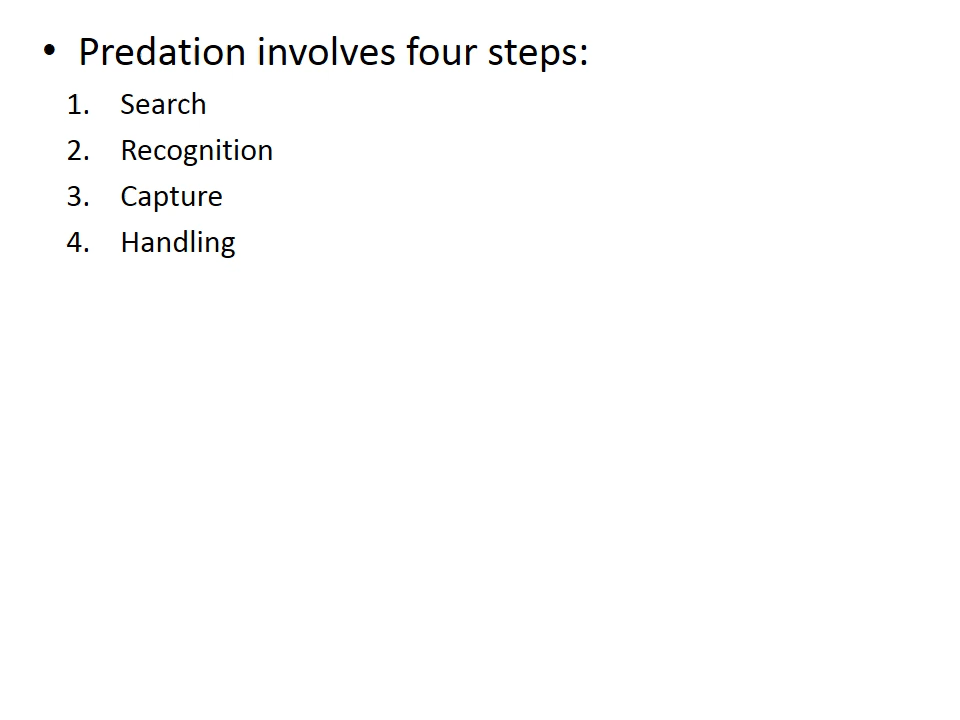 • Predation involves four steps:
1. Search
2. Recognition
3. Capture
4. Handling